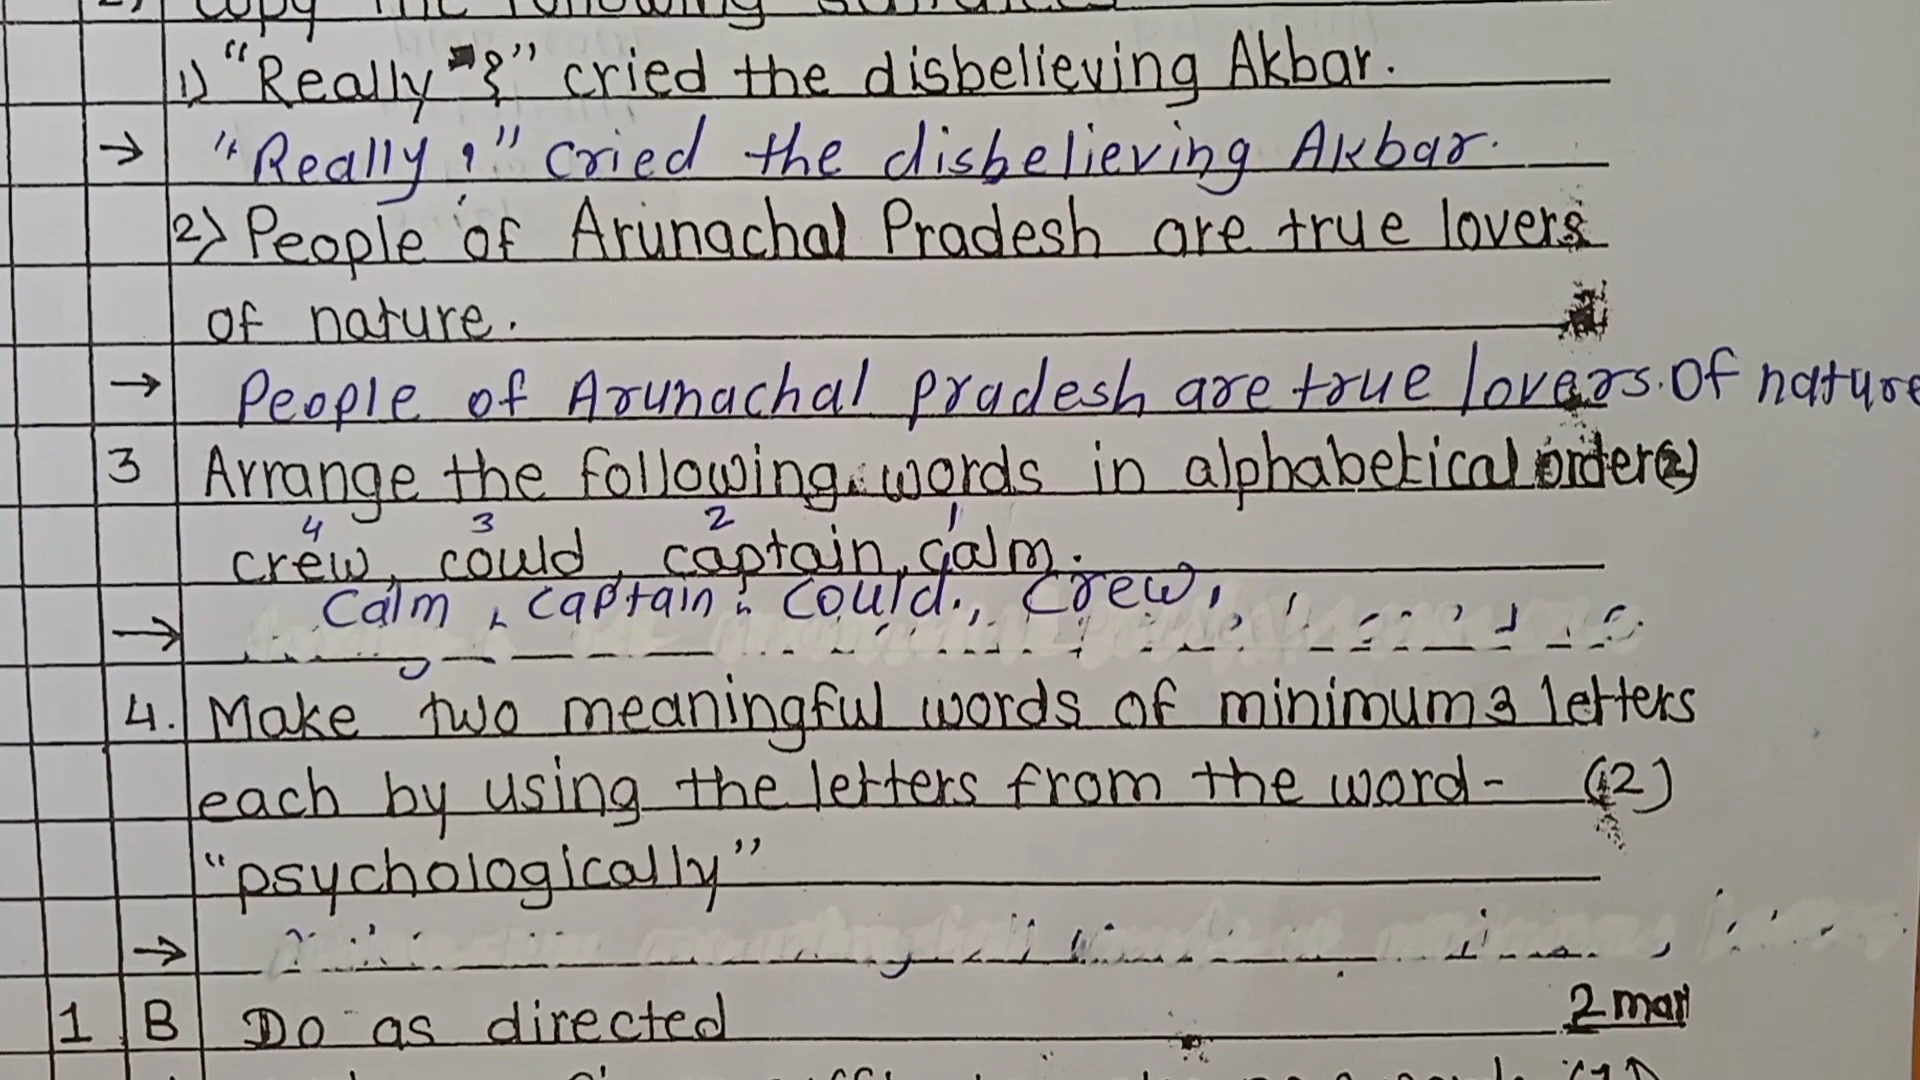 Copy the following
1) "Really?" cried the disbelieving Akbar.
→ "Really?" cried the disbelieving Akbar.
2) People of Arunachal Pradesh are true lovers
of nature.
→ People of Arunachal pradesh are true lovers. Of nature
3 Arrange the following words in alphabetical order (2)
4 3 2 1
crew, could, captain, calm.
→ Calm, captain, could., crew,
4. Make two meaningful words of minimum 3 letters
each by using the letters from the word- (2)
"psychologically"
→
1 B Do as directed 2 mar